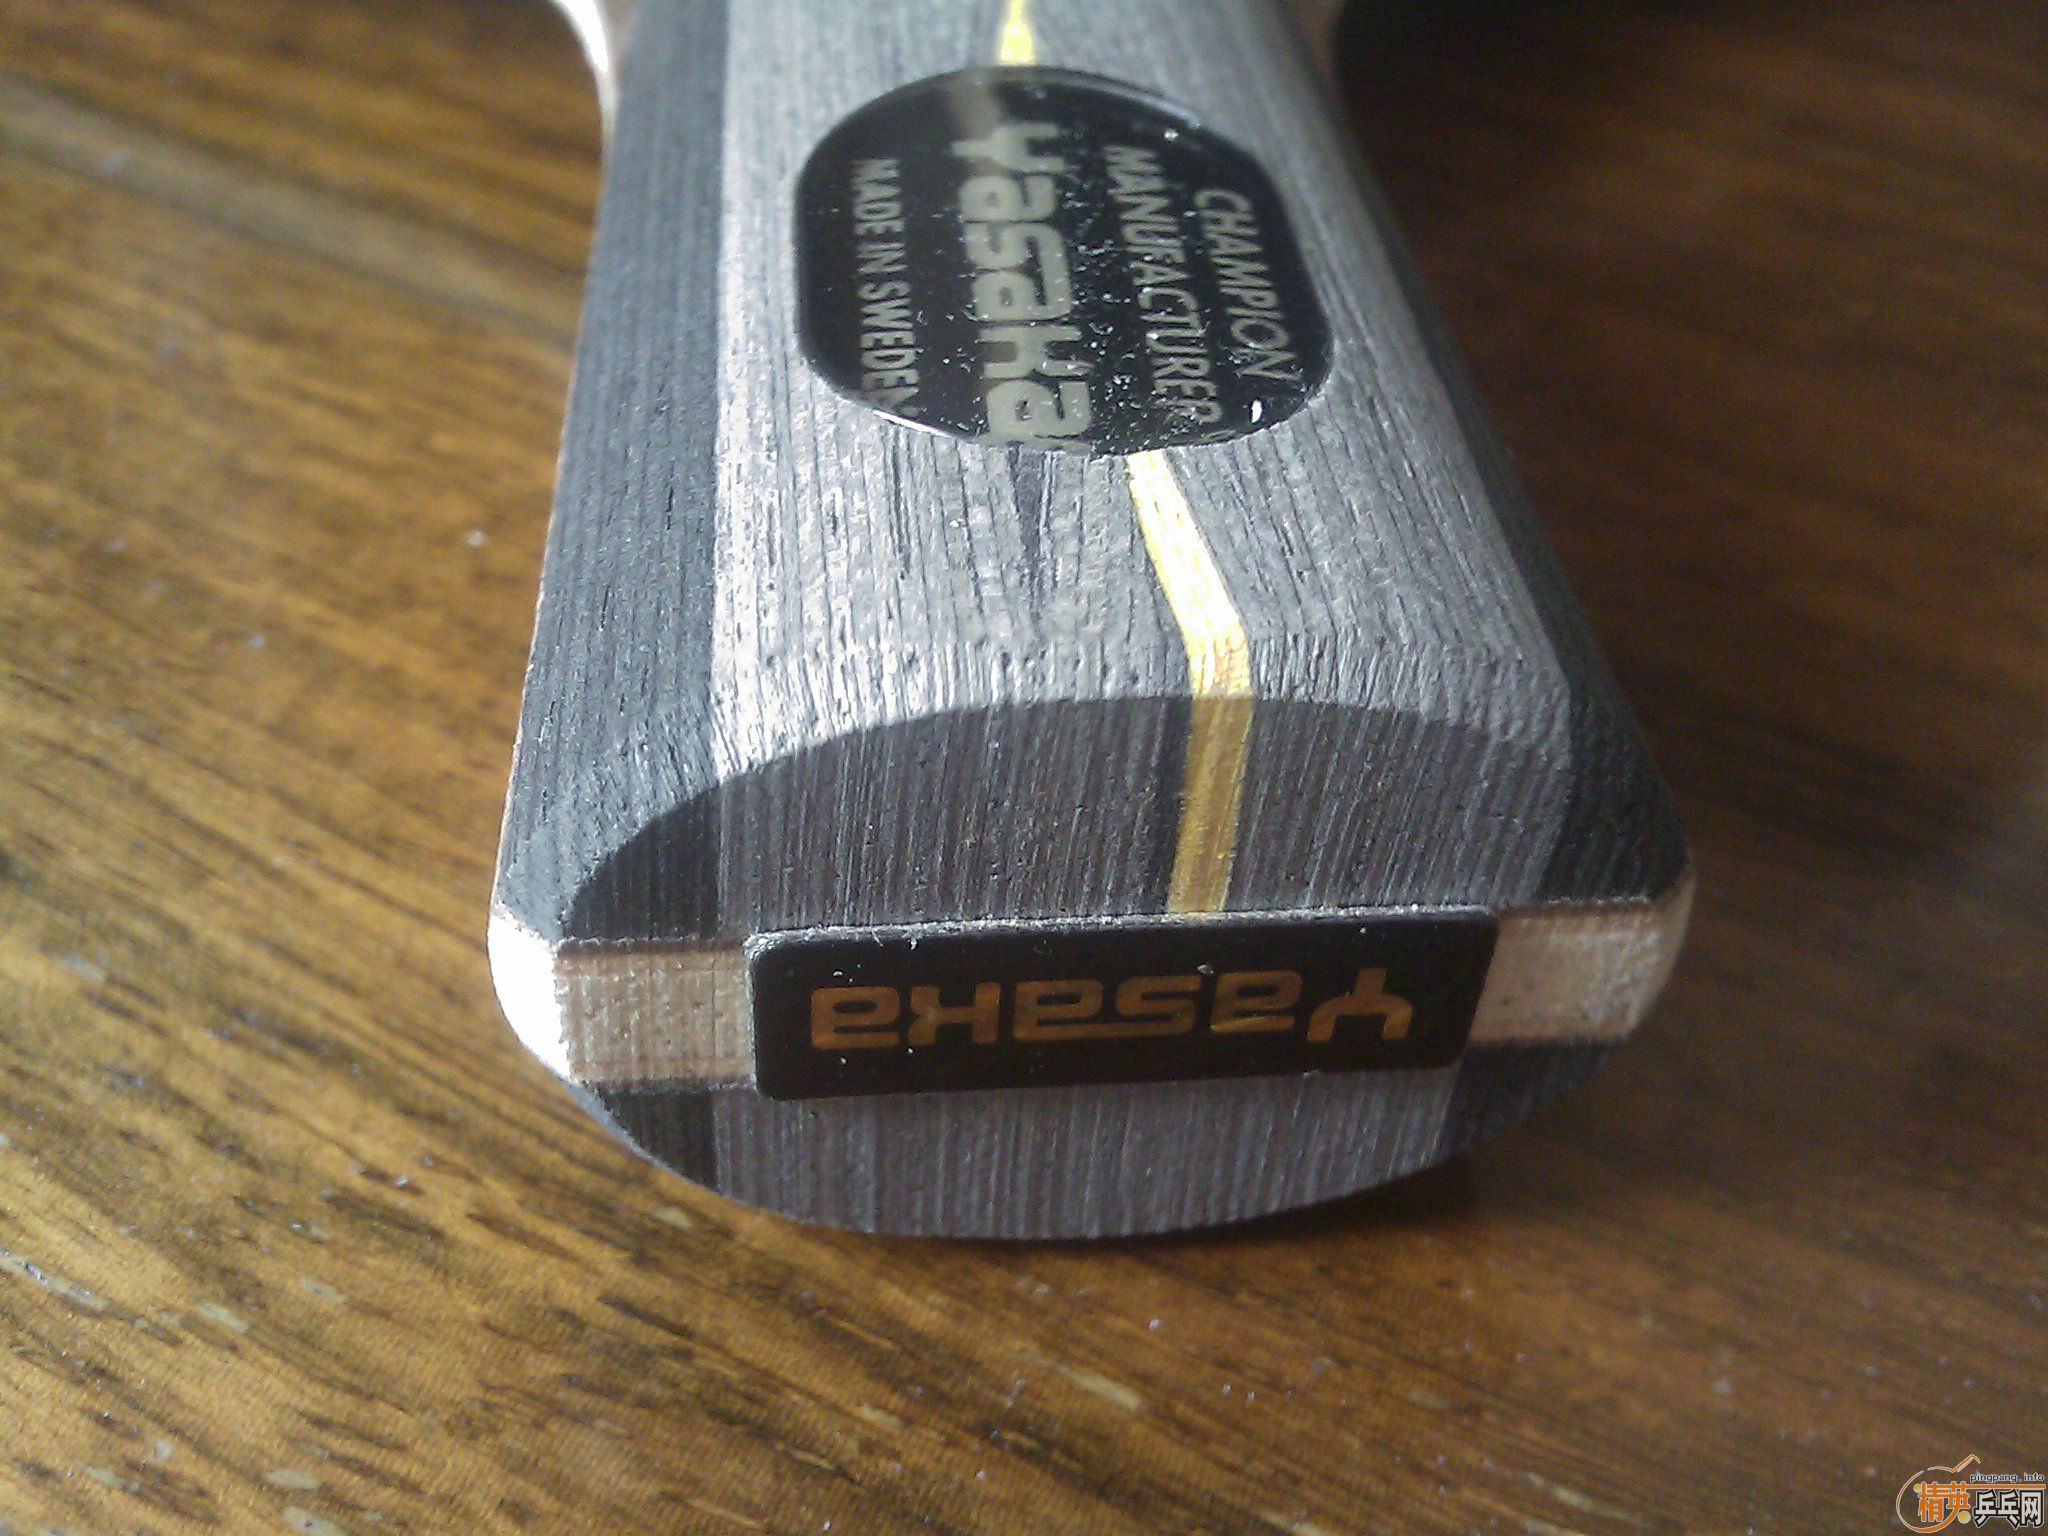 CHAMPION
MANUFACTURER
Yasaka
MADE IN SWEDEN
Yasaka
pingpang.info
精英乒乓网